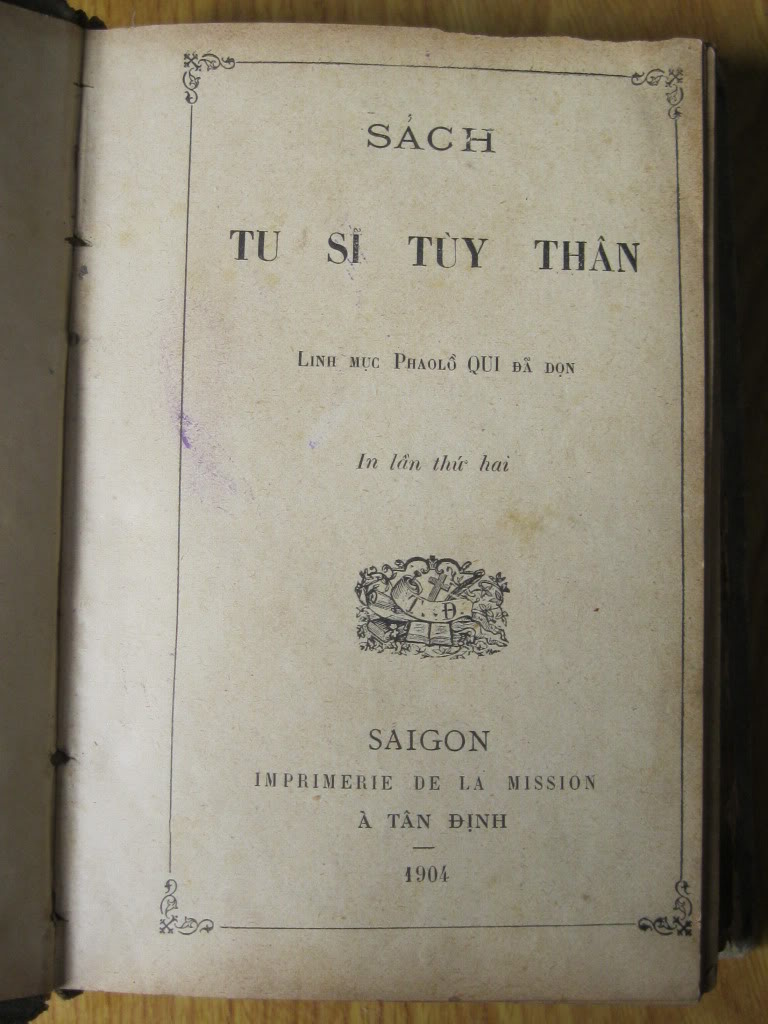 SÁCH
TU SĨ TÙY THÂN
LINH MỤC PHAOLỒ QUI ĐÃ DỌN
In lần thứ hai
T. Đ.
SAIGON
IMPRIMERIE DE LA MISSION
À TÂN ĐỊNH
1904